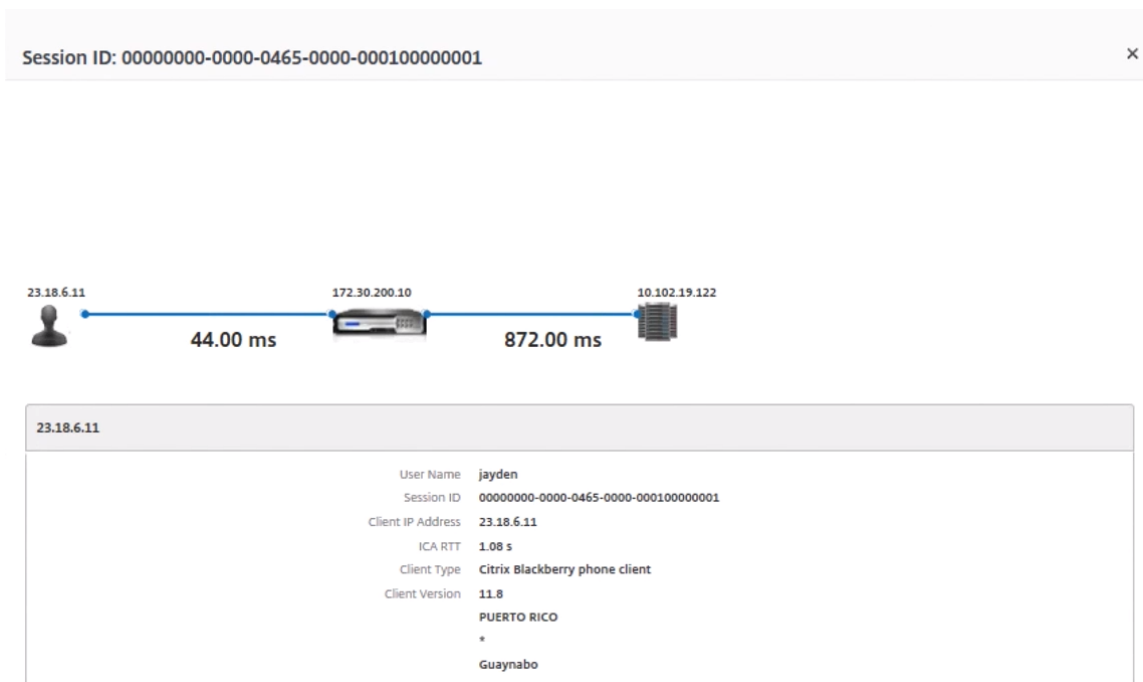 Session ID: 00000000-0000-0465-0000-000100000001 ×
23.18.6.11 172.30.200.10 10.102.19.122
44.00 ms 872.00 ms
23.18.6.11
User Name jayden
Session ID 00000000-0000-0465-0000-000100000001
Client IP Address 23.18.6.11
ICA RTT 1.08 s
Client Type Citrix Blackberry phone client
Client Version 11.8
PUERTO RICO
*
Guaynabo